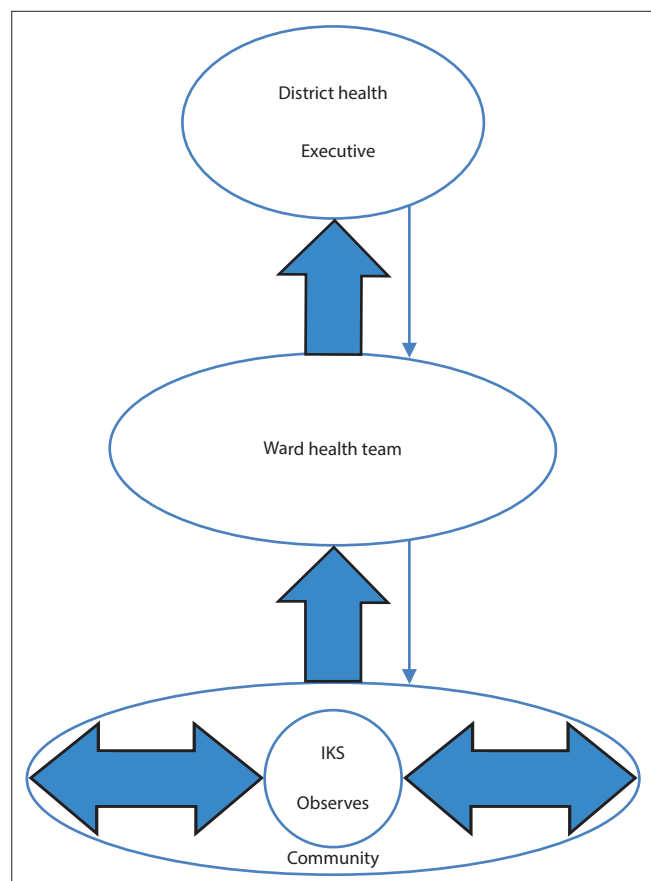 District health
Executive
Ward health team
IKS
Observes
Community